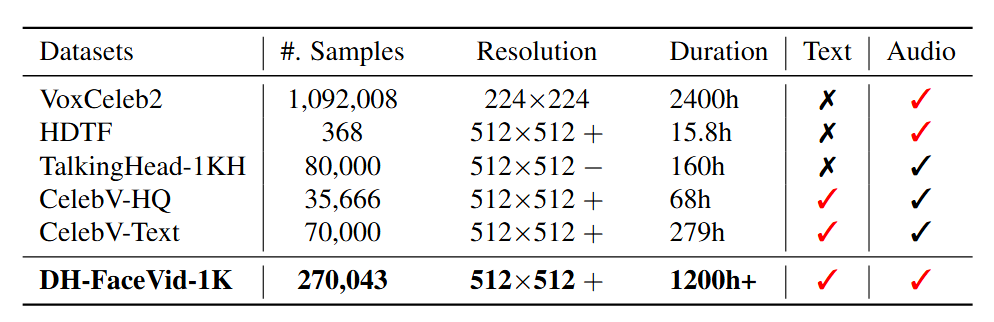 Datasets #. Samples Resolution Duration Text Audio
VoxCeleb2 1,092,008 224×224 2400h ✗ ✓
HDTF 368 512×512 + 15.8h ✗ ✓
TalkingHead-1KH 80,000 512×512 − 160h ✗ ✓
CelebV-HQ 35,666 512×512 + 68h ✓ ✓
CelebV-Text 70,000 512×512 + 279h ✓ ✓
DH-FaceVid-1K 270,043 512×512 + 1200h+ ✓ ✓